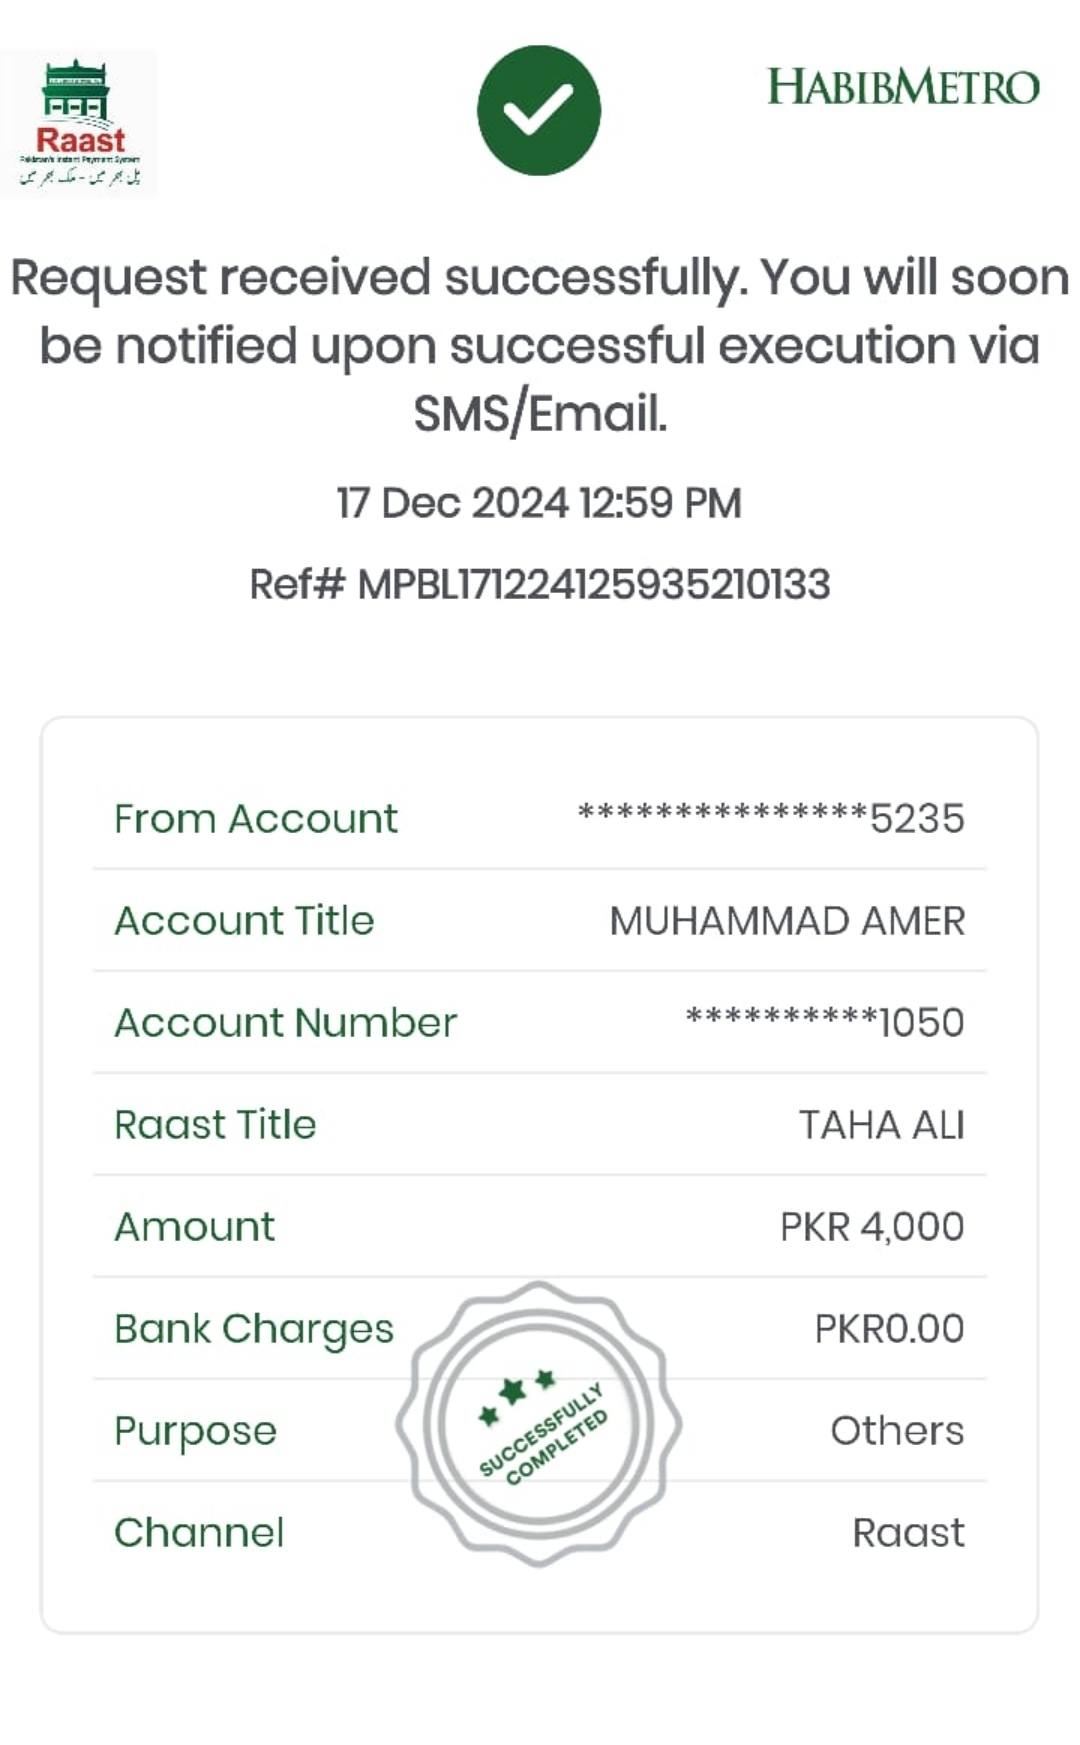 Raast
Pakistan's Instant Payment System
پل بھر میں - ملک بھر میں
HABIBMETRO
Request received successfully. You will soon
be notified upon successful execution via
SMS/Email.
17 Dec 2024 12:59 PM
Ref# MPBL171224125935210133
From Account ***************5235
Account Title MUHAMMAD AMER
Account Number **********1050
Raast Title TAHA ALI
Amount PKR 4,000
Bank Charges PKR0.00
Purpose Others
Channel Raast
SUCCESSFULLY
COMPLETED